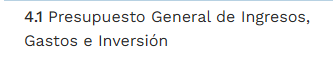 4.1 Presupuesto General de Ingresos,
Gastos e Inversión